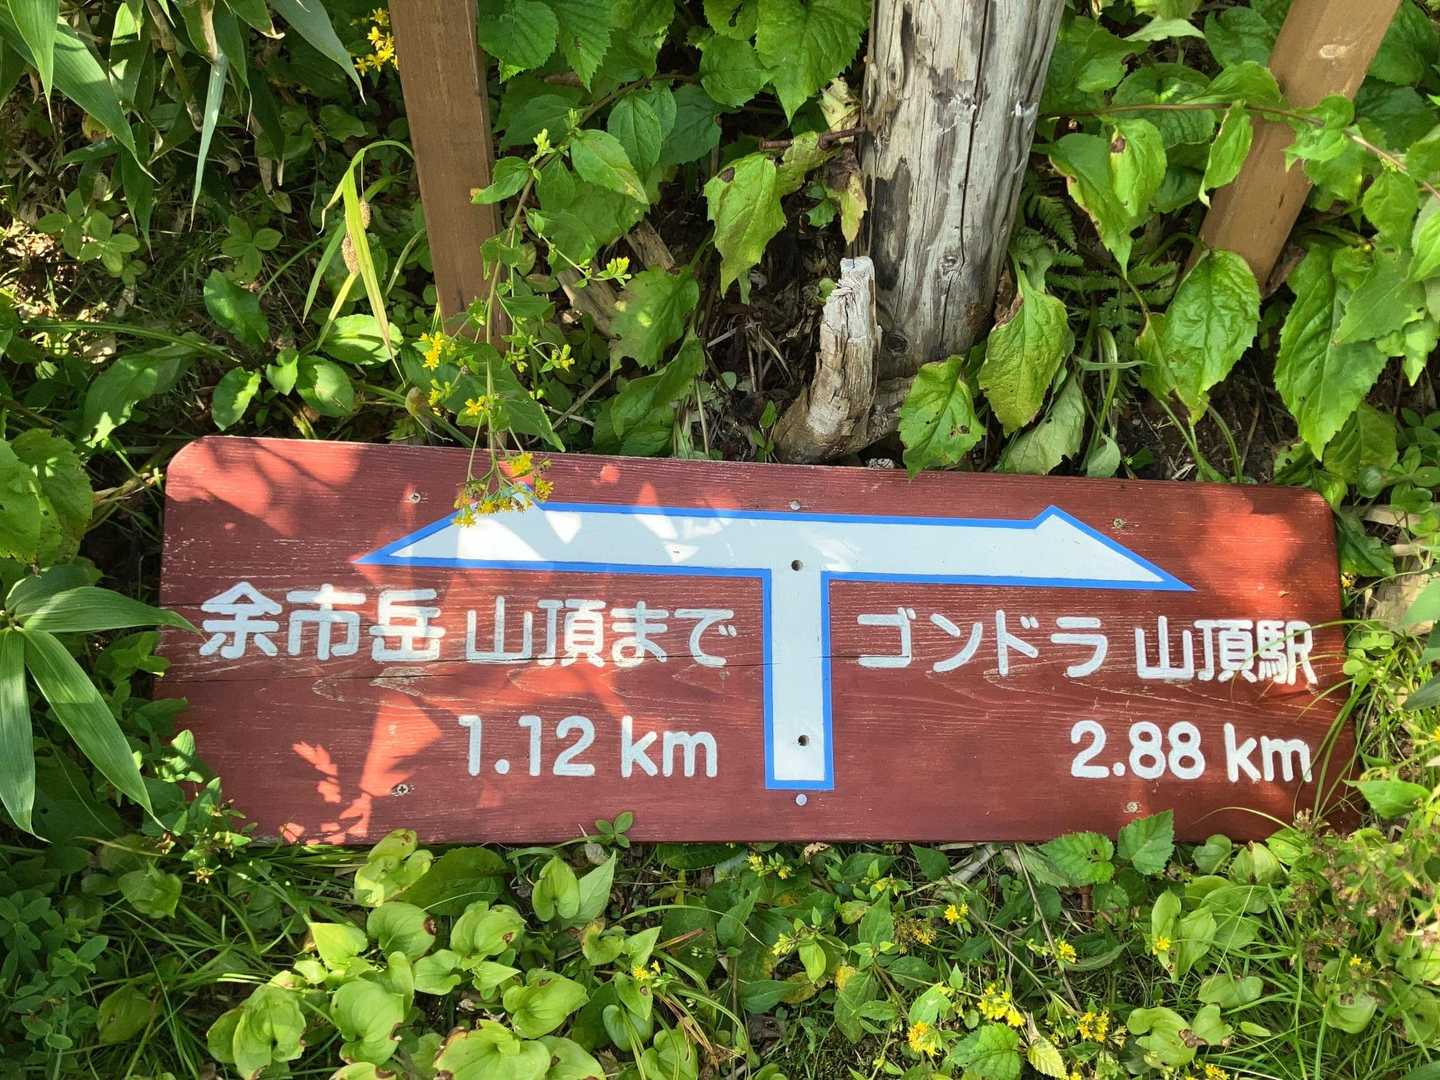 余市岳 山頂まで
1.12 km
ゴンドラ 山頂駅
2.88 km